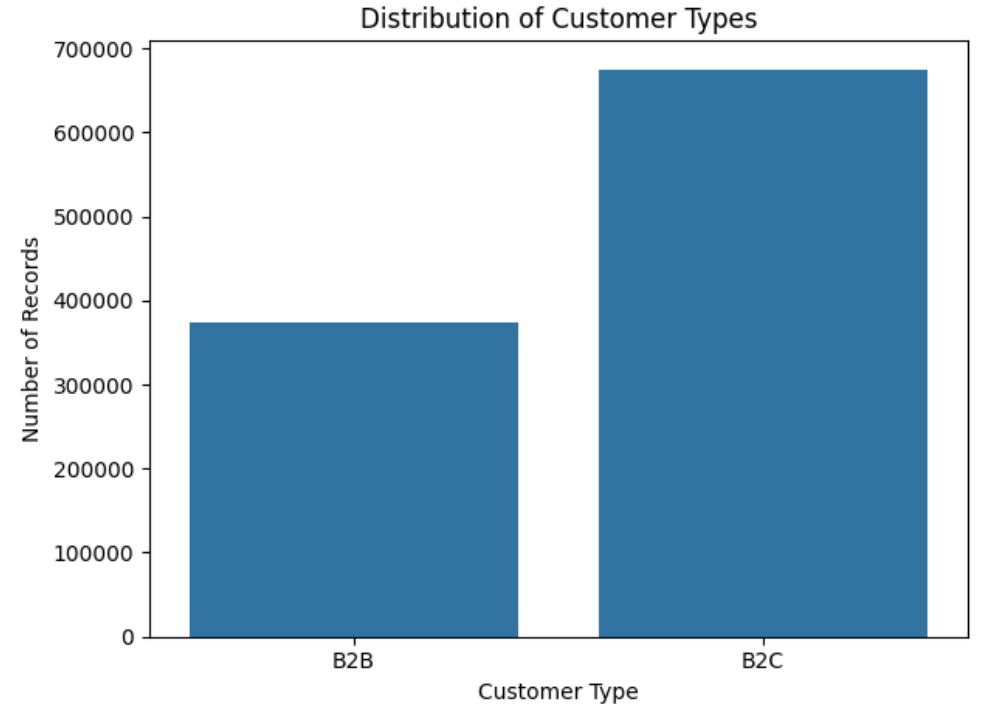 Distribution of Customer Types
700000
600000
500000
400000
300000
200000
100000
0
Number of Records
B2B
B2C
Customer Type